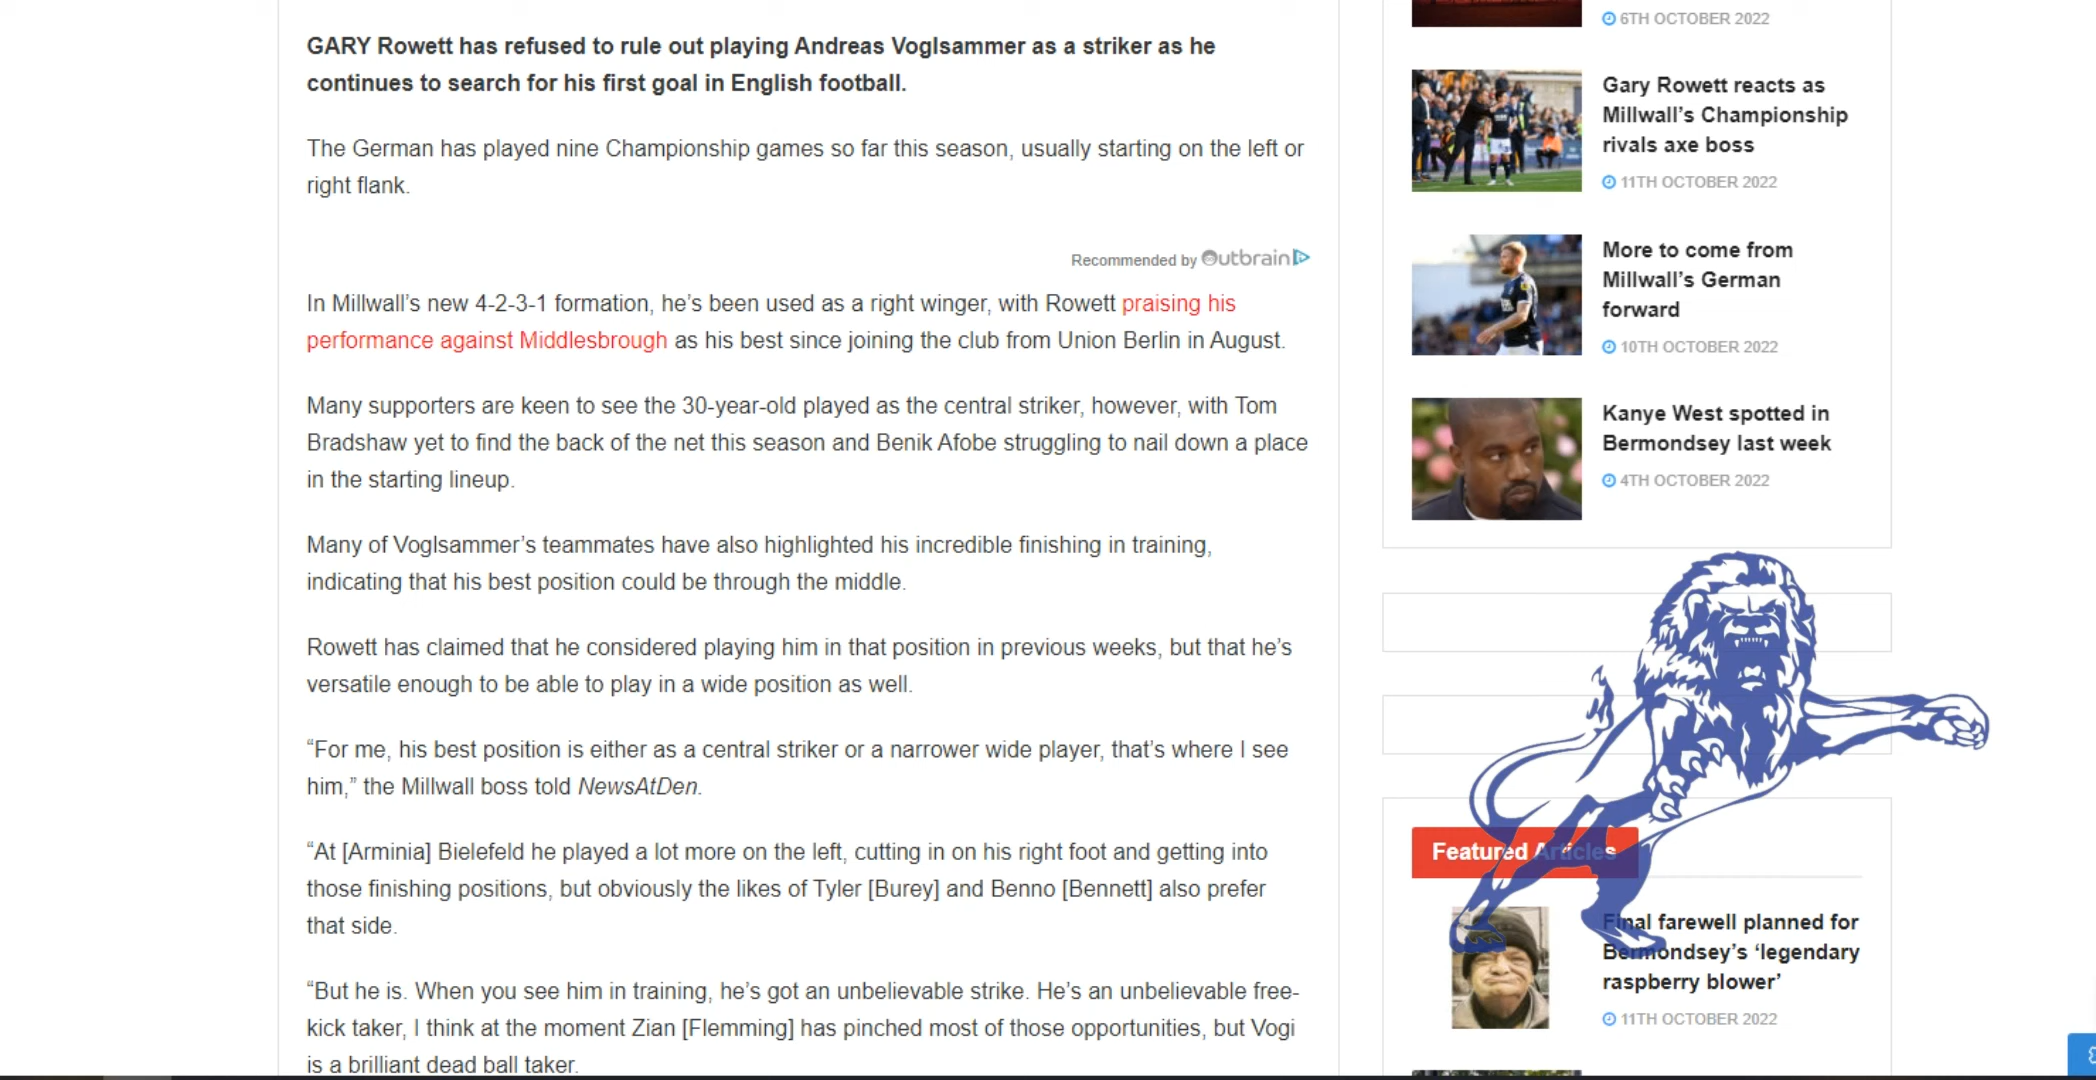 GARY Rowett has refused to rule out playing Andreas Voglsammer as a striker as he
continues to search for his first goal in English football.
The German has played nine Championship games so far this season, usually starting on the left or
right flank.
Recommended by Outbrain
In Millwall’s new 4-2-3-1 formation, he’s been used as a right winger, with Rowett praising his
performance against Middlesbrough as his best since joining the club from Union Berlin in August.
Many supporters are keen to see the 30-year-old played as the central striker, however, with Tom
Bradshaw yet to find the back of the net this season and Benik Afobe struggling to nail down a place
in the starting lineup.
Many of Voglsammer’s teammates have also highlighted his incredible finishing in training,
indicating that his best position could be through the middle.
Rowett has claimed that he considered playing him in that position in previous weeks, but that he’s
versatile enough to be able to play in a wide position as well.
“For me, his best position is either as a central striker or a narrower wide player, that’s where I see
him,” the Millwall boss told NewsAtDen.
“At [Arminia] Bielefeld he played a lot more on the left, cutting in on his right foot and getting into
those finishing positions, but obviously the likes of Tyler [Burey] and Benno [Bennett] also prefer
that side.
“But he is. When you see him in training, he’s got an unbelievable strike. He’s an unbelievable free-
kick taker, I think at the moment Zian [Flemming] has pinched most of those opportunities, but Vogi
is a brilliant dead ball taker.
6TH OCTOBER 2022
Gary Rowett reacts as
Millwall’s Championship
rivals axe boss
11TH OCTOBER 2022
More to come from
Millwall’s German
forward
10TH OCTOBER 2022
Kanye West spotted in
Bermondsey last week
4TH OCTOBER 2022
Featured Articles
Final farewell planned for
Bermondsey’s ‘legendary
raspberry blower’
11TH OCTOBER 2022